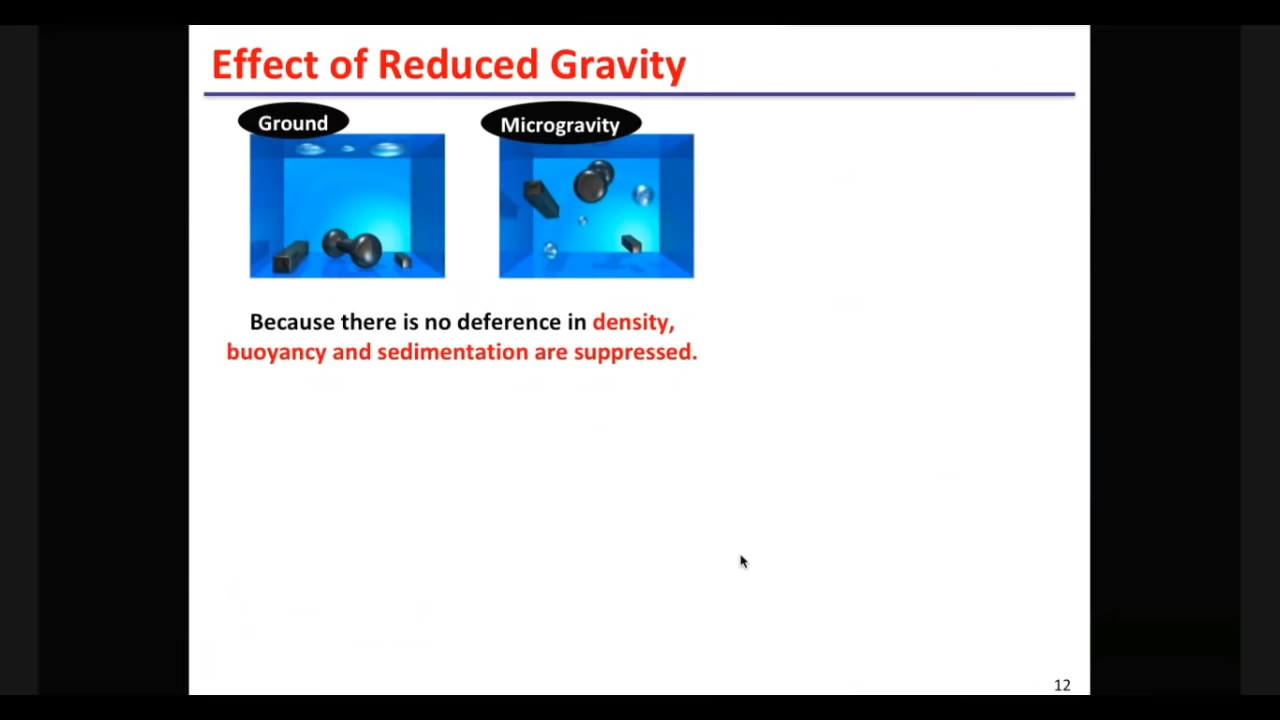 Effect of Reduced Gravity
Ground
Microgravity
Because there is no deference in density,
buoyancy and sedimentation are suppressed.
12